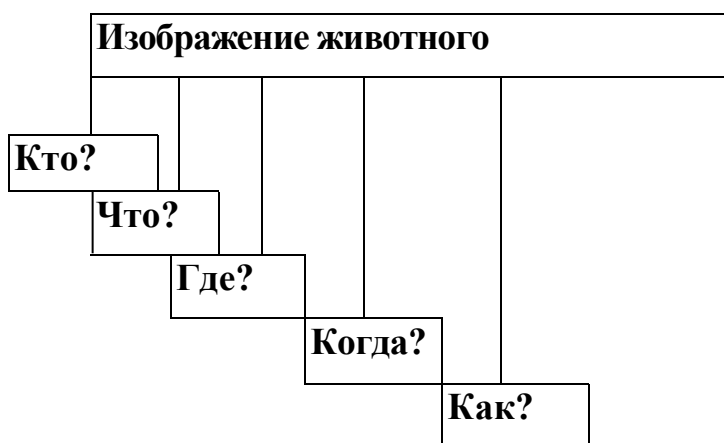 Изображение животного
Кто?
Что?
Где?
Когда?
Как?